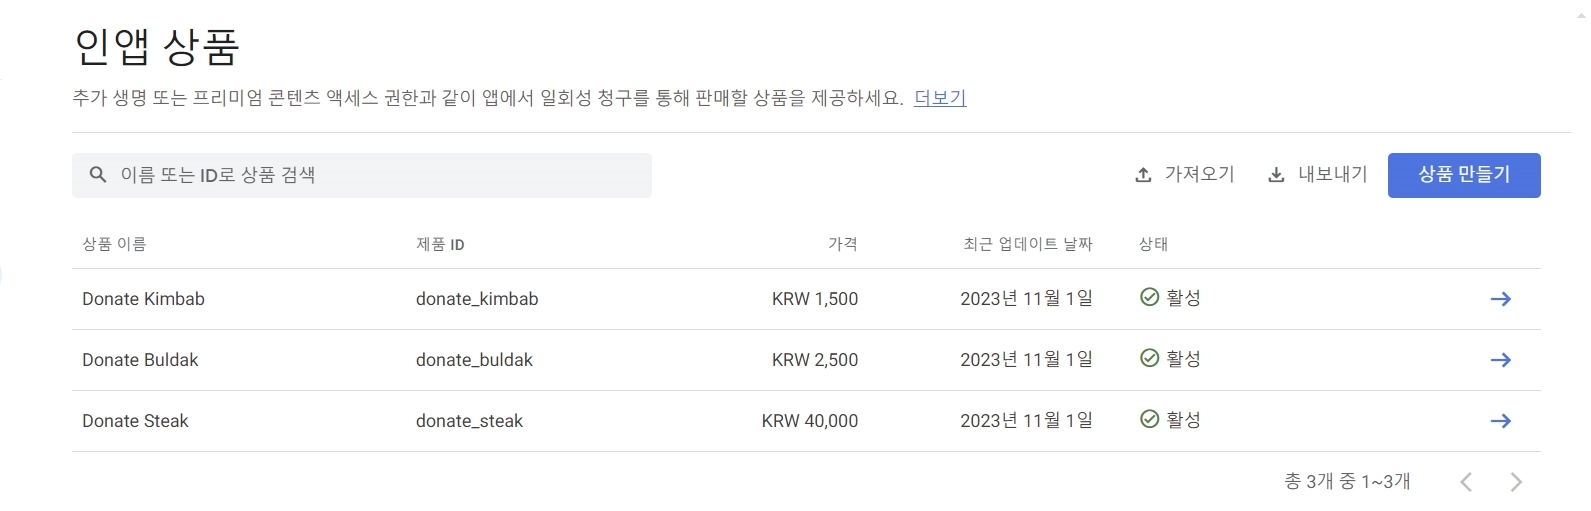 인앱 상품
추가 생명 또는 프리미엄 콘텐츠 액세스 권한과 같이 앱에서 일회성 청구를 통해 판매할 상품을 제공하세요. 더보기
이름 또는 ID로 상품 검색 가져오기 내보내기 상품 만들기
상품 이름 제품 ID 가격 최근 업데이트 날짜 상태
Donate Kimbab donate_kimbab KRW 1,500 2023년 11월 1일 활성
Donate Buldak donate_buldak KRW 2,500 2023년 11월 1일 활성
Donate Steak donate_steak KRW 40,000 2023년 11월 1일 활성
총 3개 중 1~3개